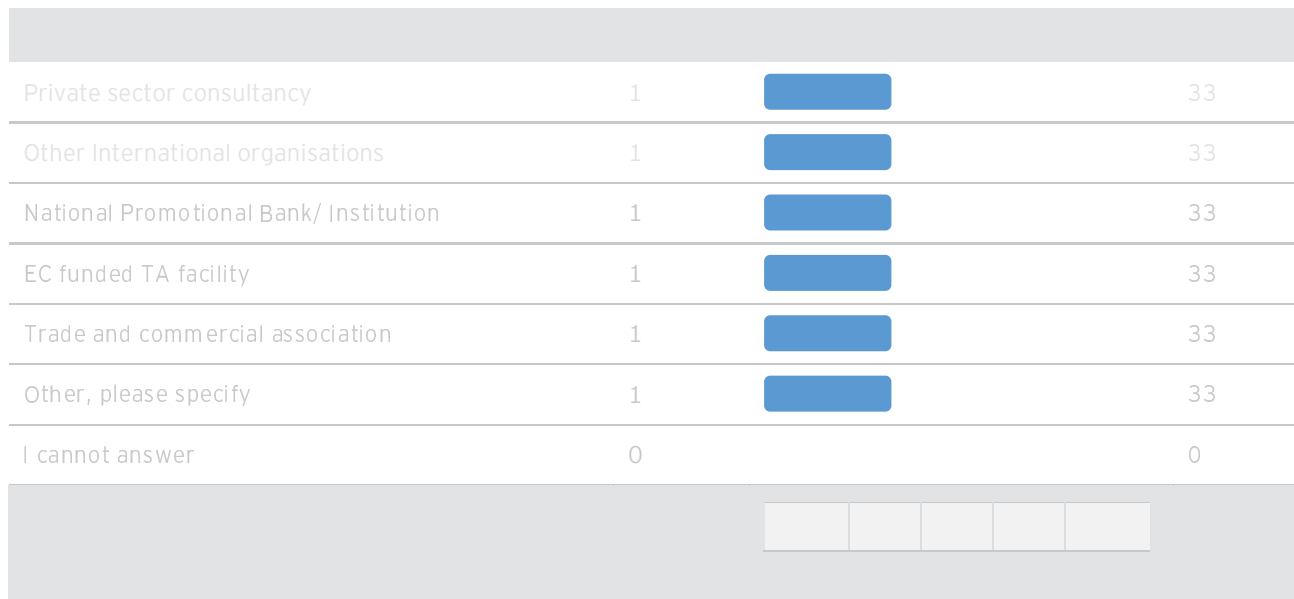 Private sector consultancy 1 33
Other International organisations 1 33
National Promotional Bank/ Institution 1 33
EC funded TA facility 1 33
Trade and commercial association 1 33
Other, please specify 1 33
I cannot answer 0 0